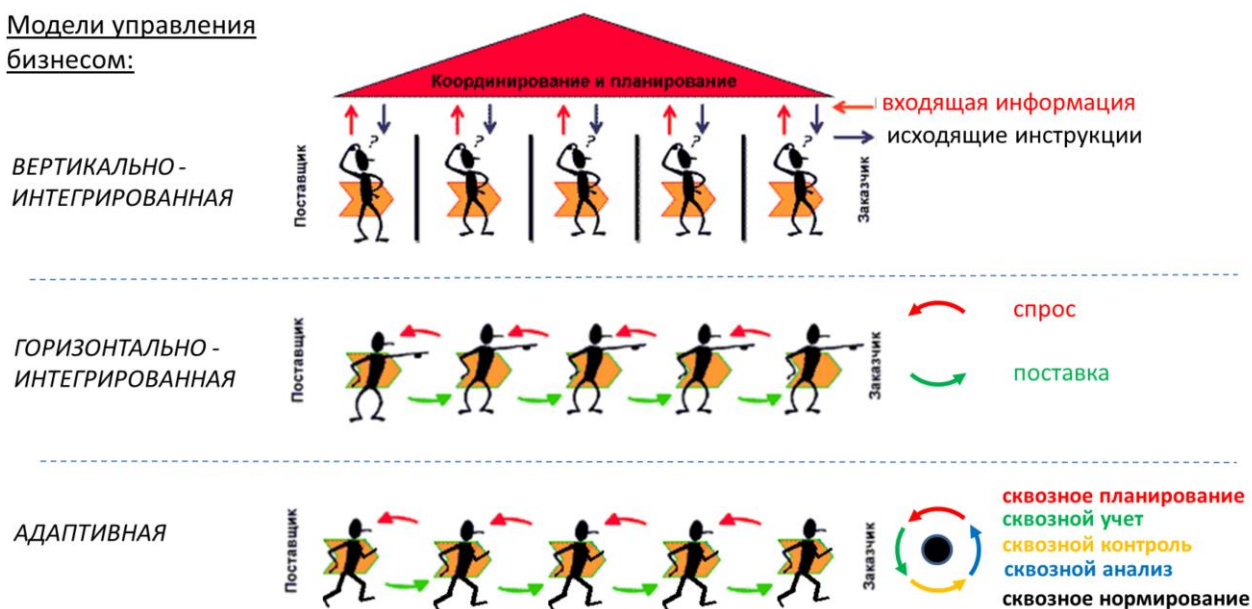 Модели управления
бизнесом:
Координирование и планирование
входящая информация
исходящие инструкции
ВЕРТИКАЛЬНО -
ИНТЕГРИРОВАННАЯ
Поставщик
? ? ? ? ?
Заказчик
ГОРИЗОНТАЛЬНО -
ИНТЕГРИРОВАННАЯ
Поставщик
Заказчик
спрос
поставка
АДАПТИВНАЯ
Поставщик
Заказчик
сквозное планирование
сквозной учет
сквозной контроль
сквозной анализ
сквозное нормирование